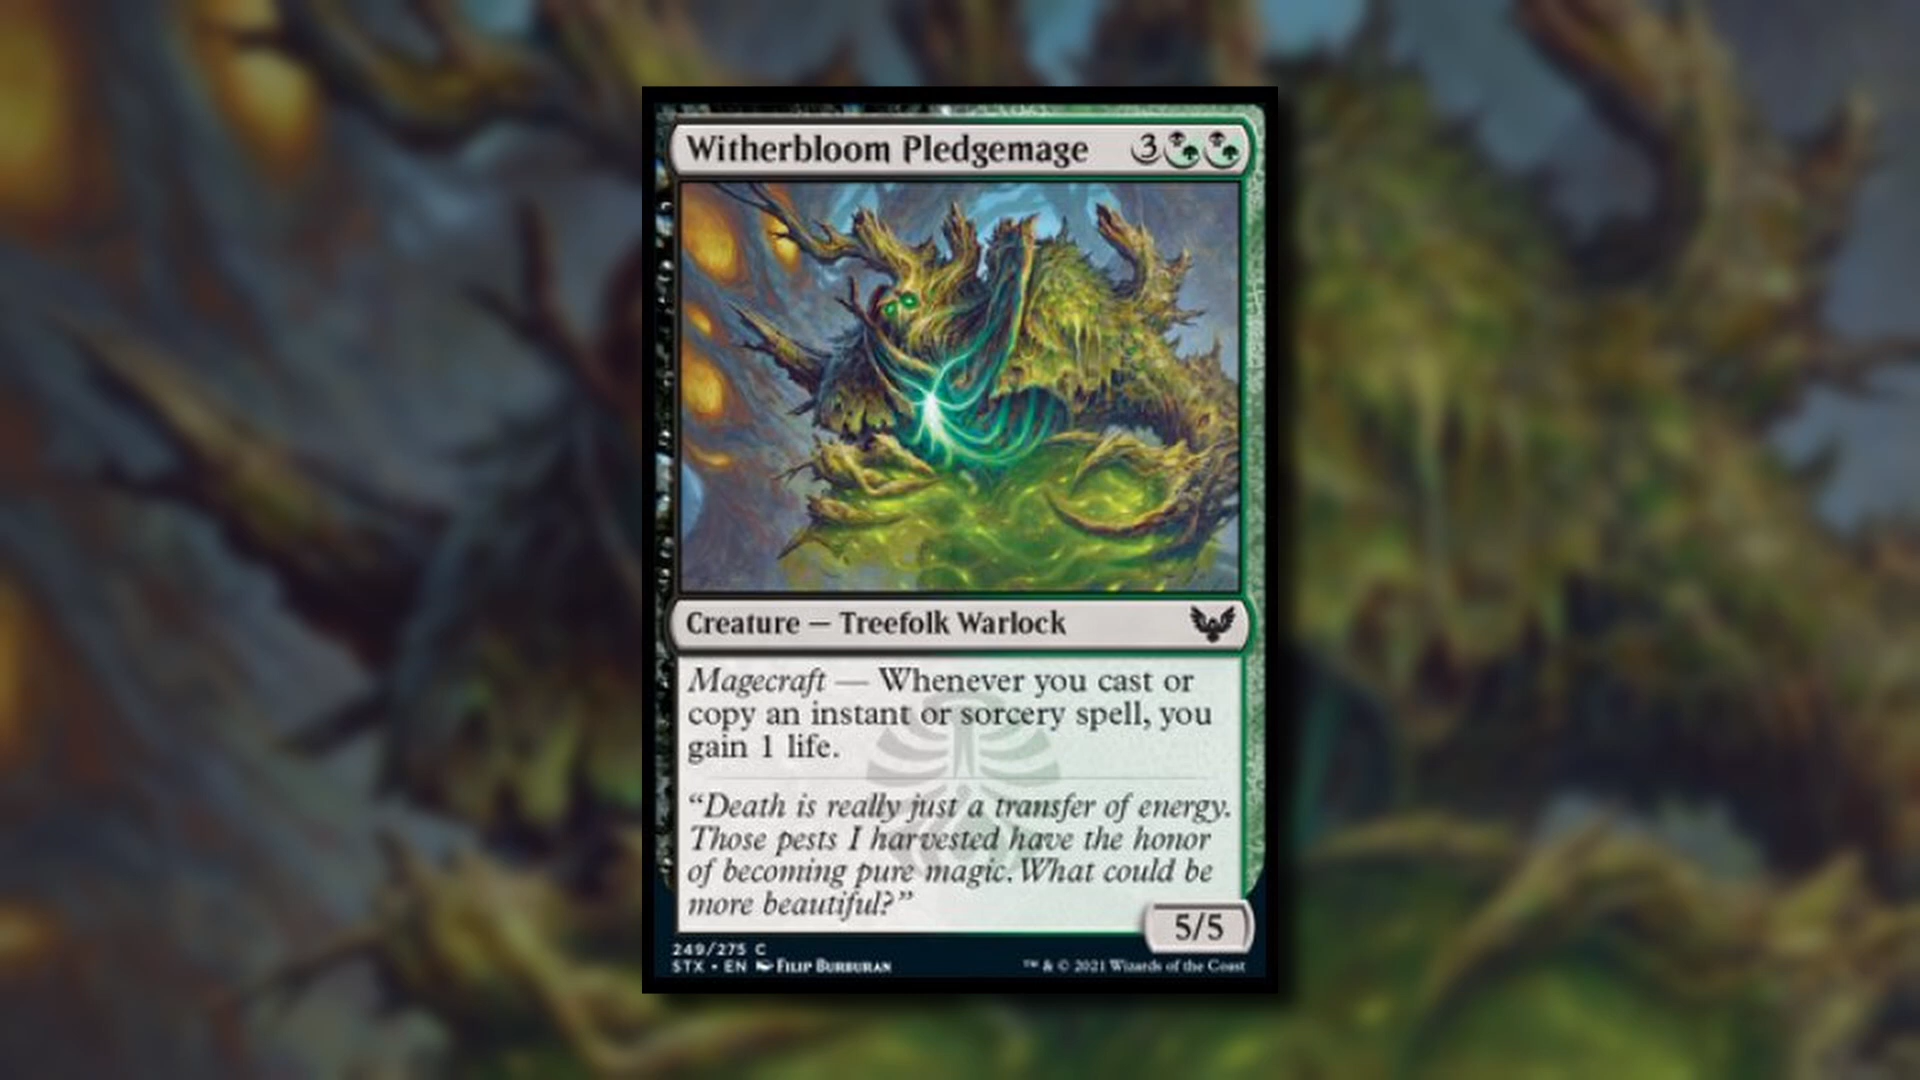 Witherbloom Pledgemage 3
Creature — Treefolk Warlock
Magecraft — Whenever you cast or
copy an instant or sorcery spell, you
gain 1 life.
“Death is really just a transfer of energy.
Those pests I harvested have the honor
of becoming pure magic. What could be
more beautiful?”
5/5
249/275 C
STX • EN Filip Burburan
™ & © 2021 Wizards of the Coast